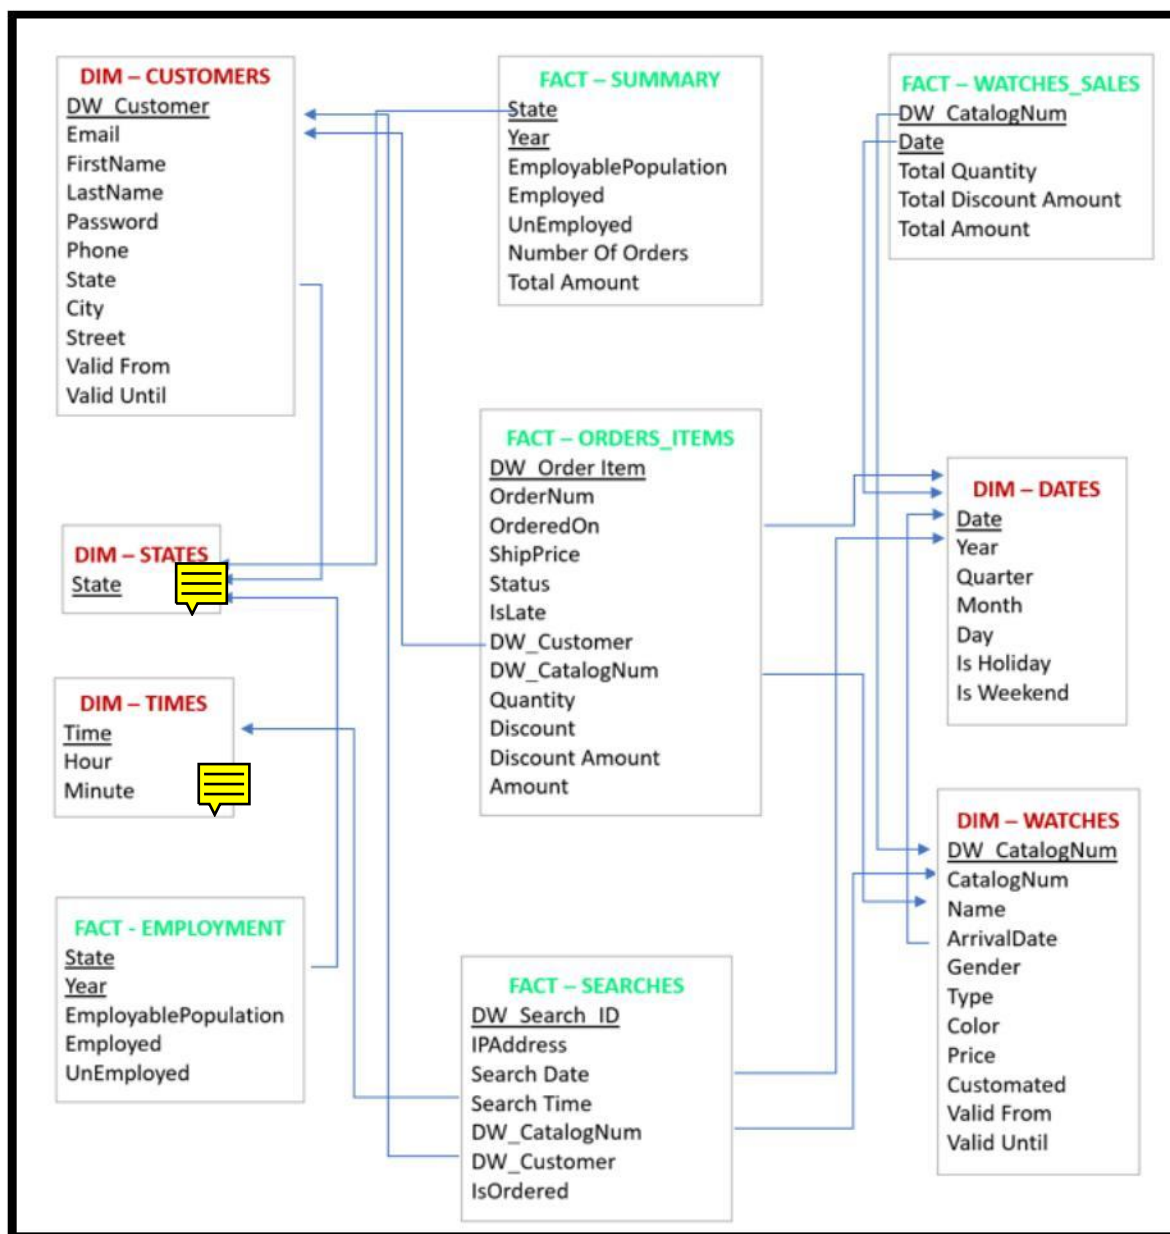 DIM – CUSTOMERS
DW_Customer
Email
FirstName
LastName
Password
Phone
State
City
Street
Valid From
Valid Until
FACT – SUMMARY
State
Year
EmployablePopulation
Employed
UnEmployed
Number Of Orders
Total Amount
FACT – WATCHES_SALES
DW_CatalogNum
Date
Total Quantity
Total Discount Amount
Total Amount
FACT – ORDERS_ITEMS
DW_Order Item
OrderNum
OrderedOn
ShipPrice
Status
IsLate
DW_Customer
DW_CatalogNum
Quantity
Discount
Discount Amount
Amount
DIM – DATES
Date
Year
Quarter
Month
Day
Is Holiday
Is Weekend
DIM – STATES
State
DIM – TIMES
Time
Hour
Minute
DIM – WATCHES
DW_CatalogNum
CatalogNum
Name
ArrivalDate
Gender
Type
Color
Price
Customated
Valid From
Valid Until
FACT - EMPLOYMENT
State
Year
EmployablePopulation
Employed
UnEmployed
FACT – SEARCHES
DW_Search_ID
IPAddress
Search Date
Search Time
DW_CatalogNum
DW_Customer
IsOrdered